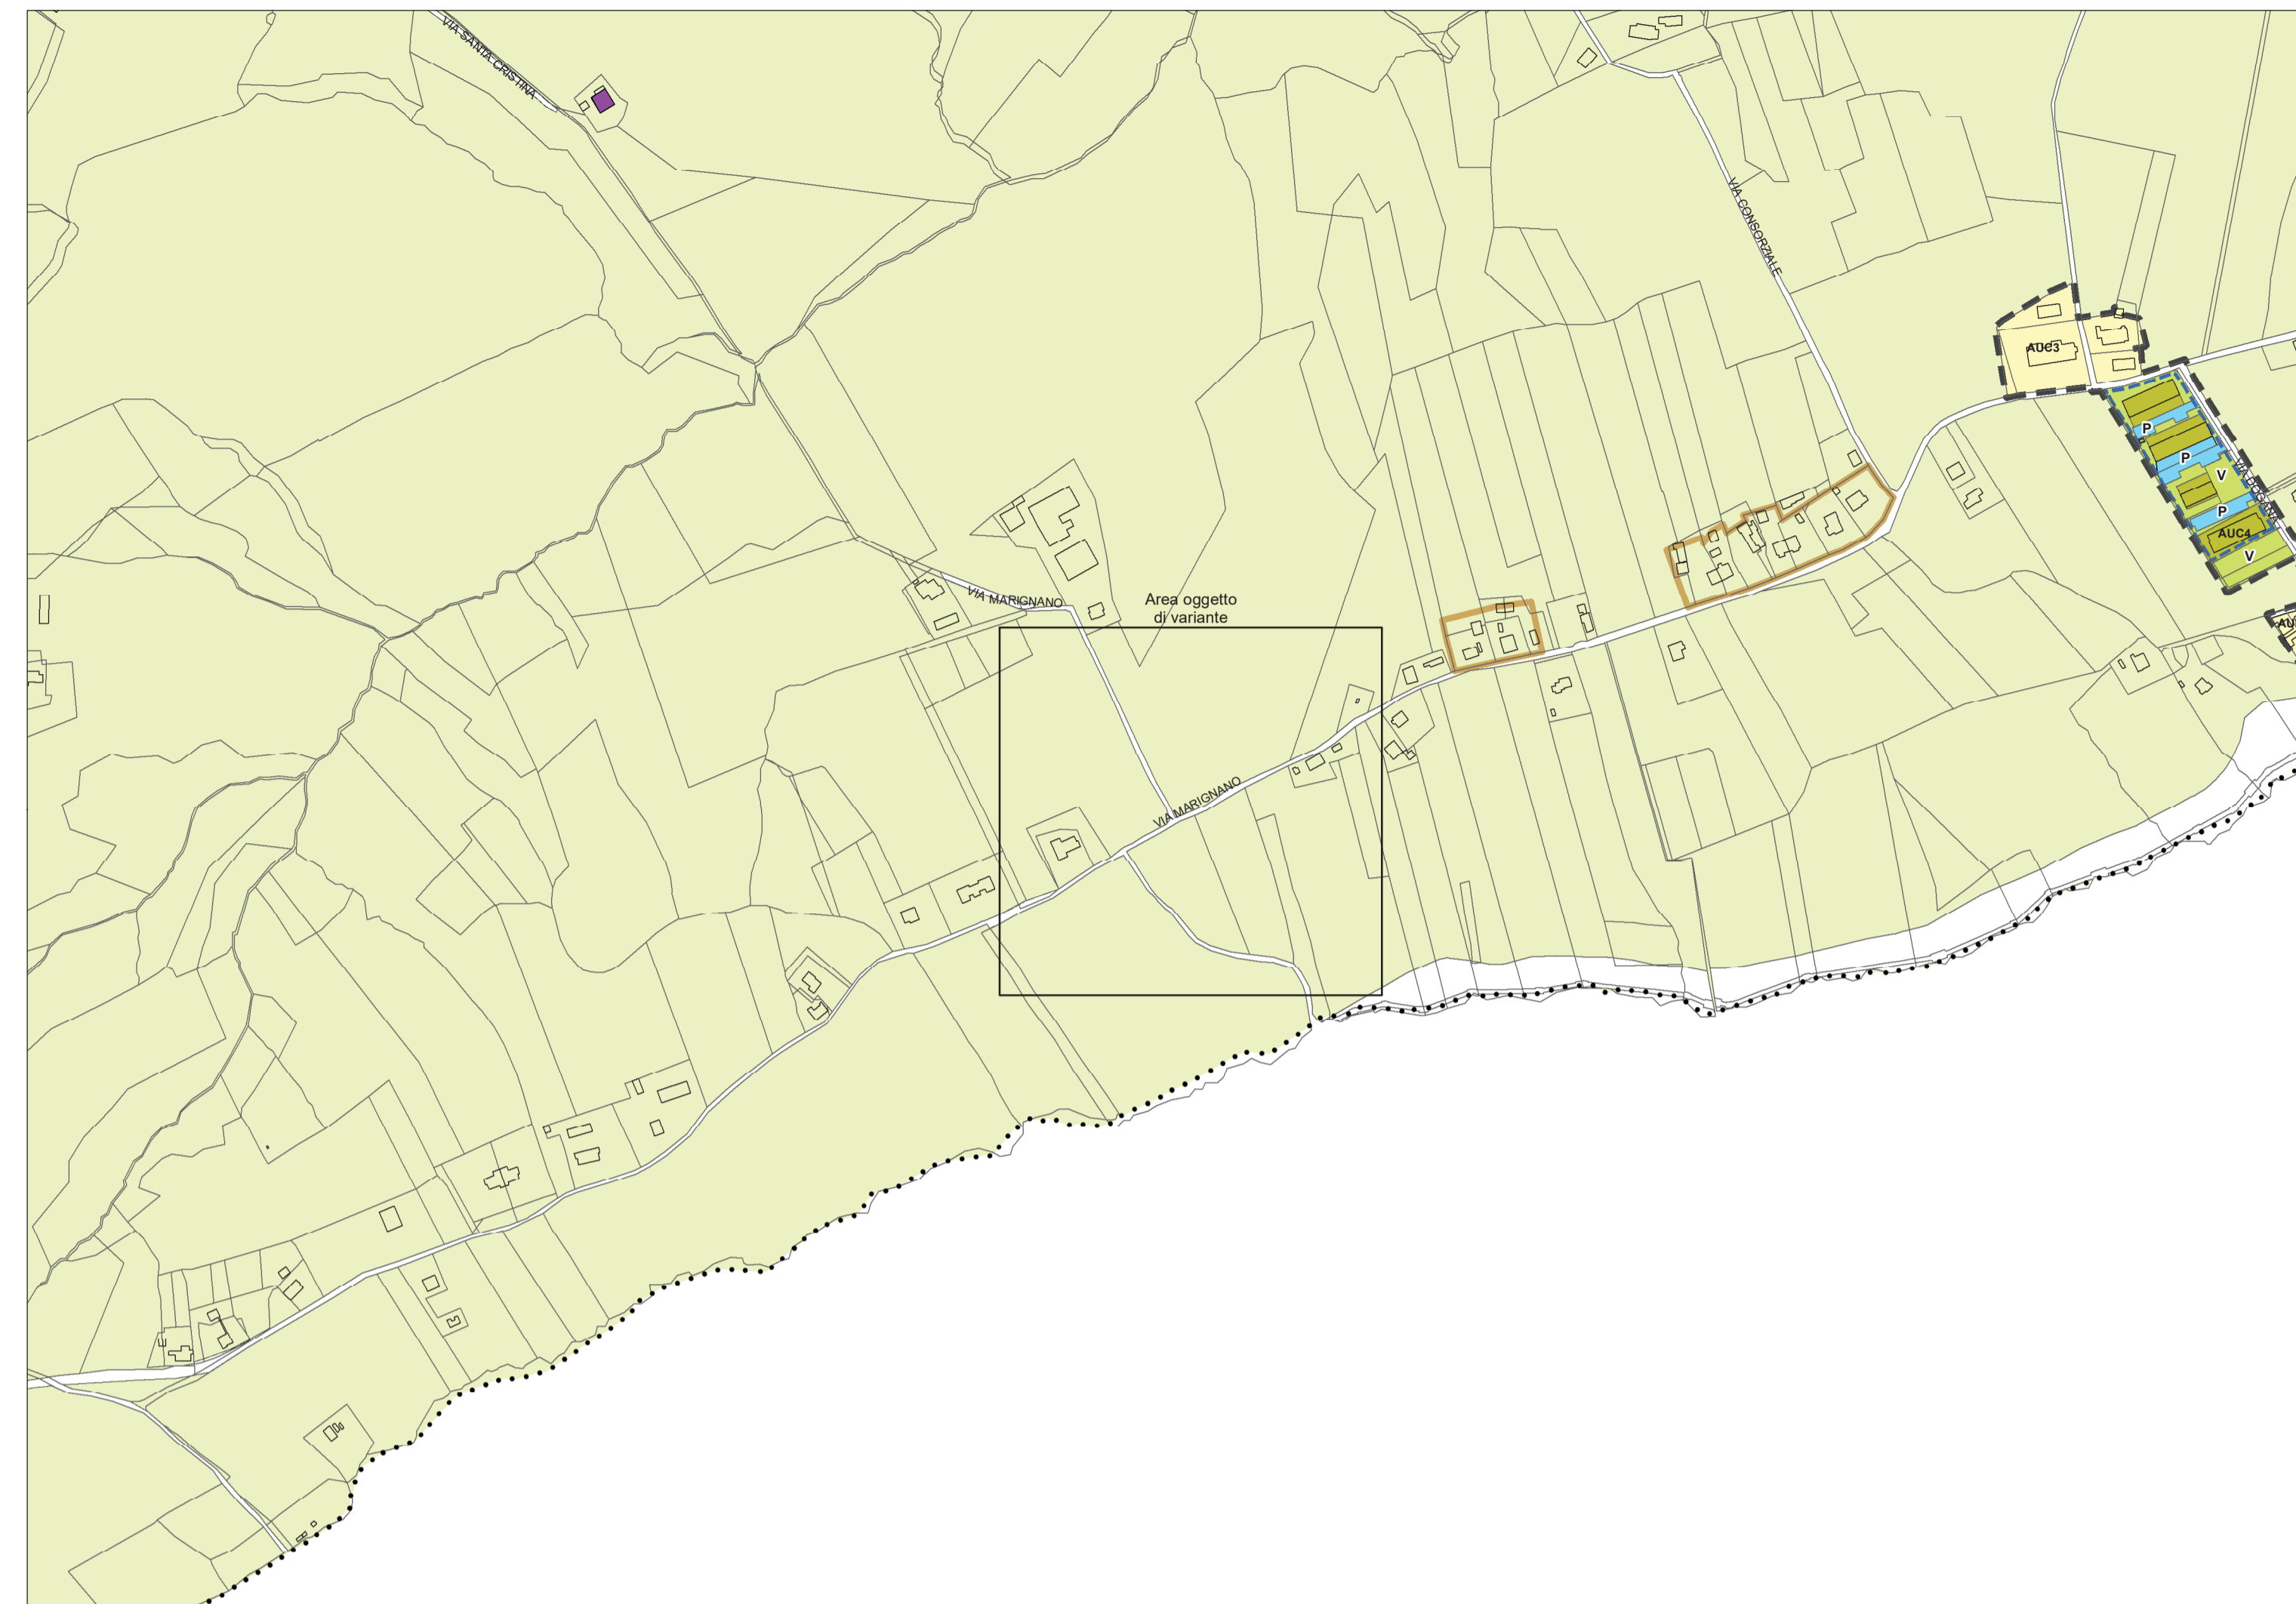 VIA SANTA CRISTINA
VIA CONSORZIALE
AUC3
P
P
V
P
AUC4
V
VIA MARIGNANO
Area oggetto
di variante
VIA MARIGNANO